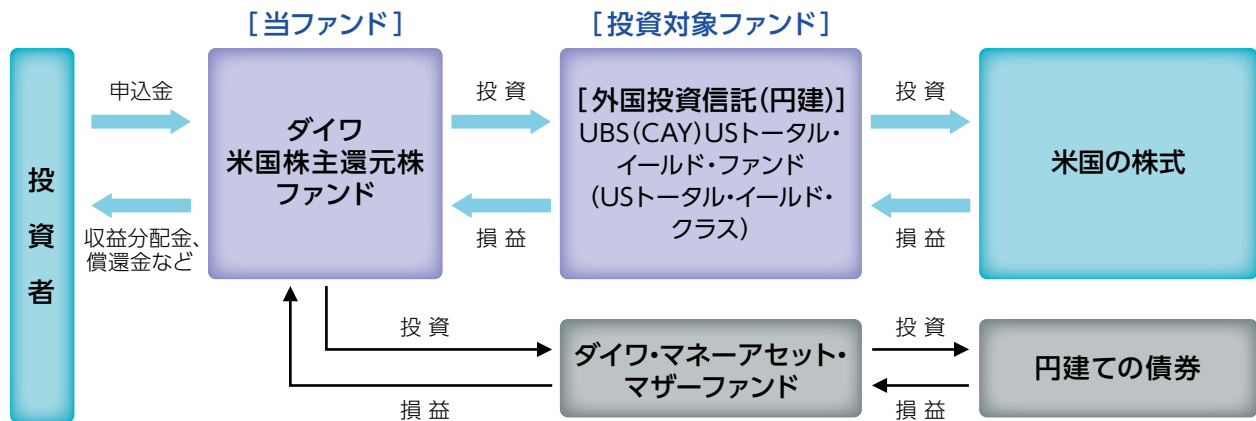 [当ファンド]
[投資対象ファンド]
投資者
申込金
収益分配金、
償還金など
ダイワ
米国株主還元株
ファンド
投 資
損 益
[外国投資信託(円建)]
UBS(CAY)USトータル・
イールド・ファンド
(USトータル・イールド・
クラス)
投 資
損 益
米国の株式
投 資
損 益
ダイワ・マネーアセット・
マザーファンド
投 資
損 益
円建ての債券